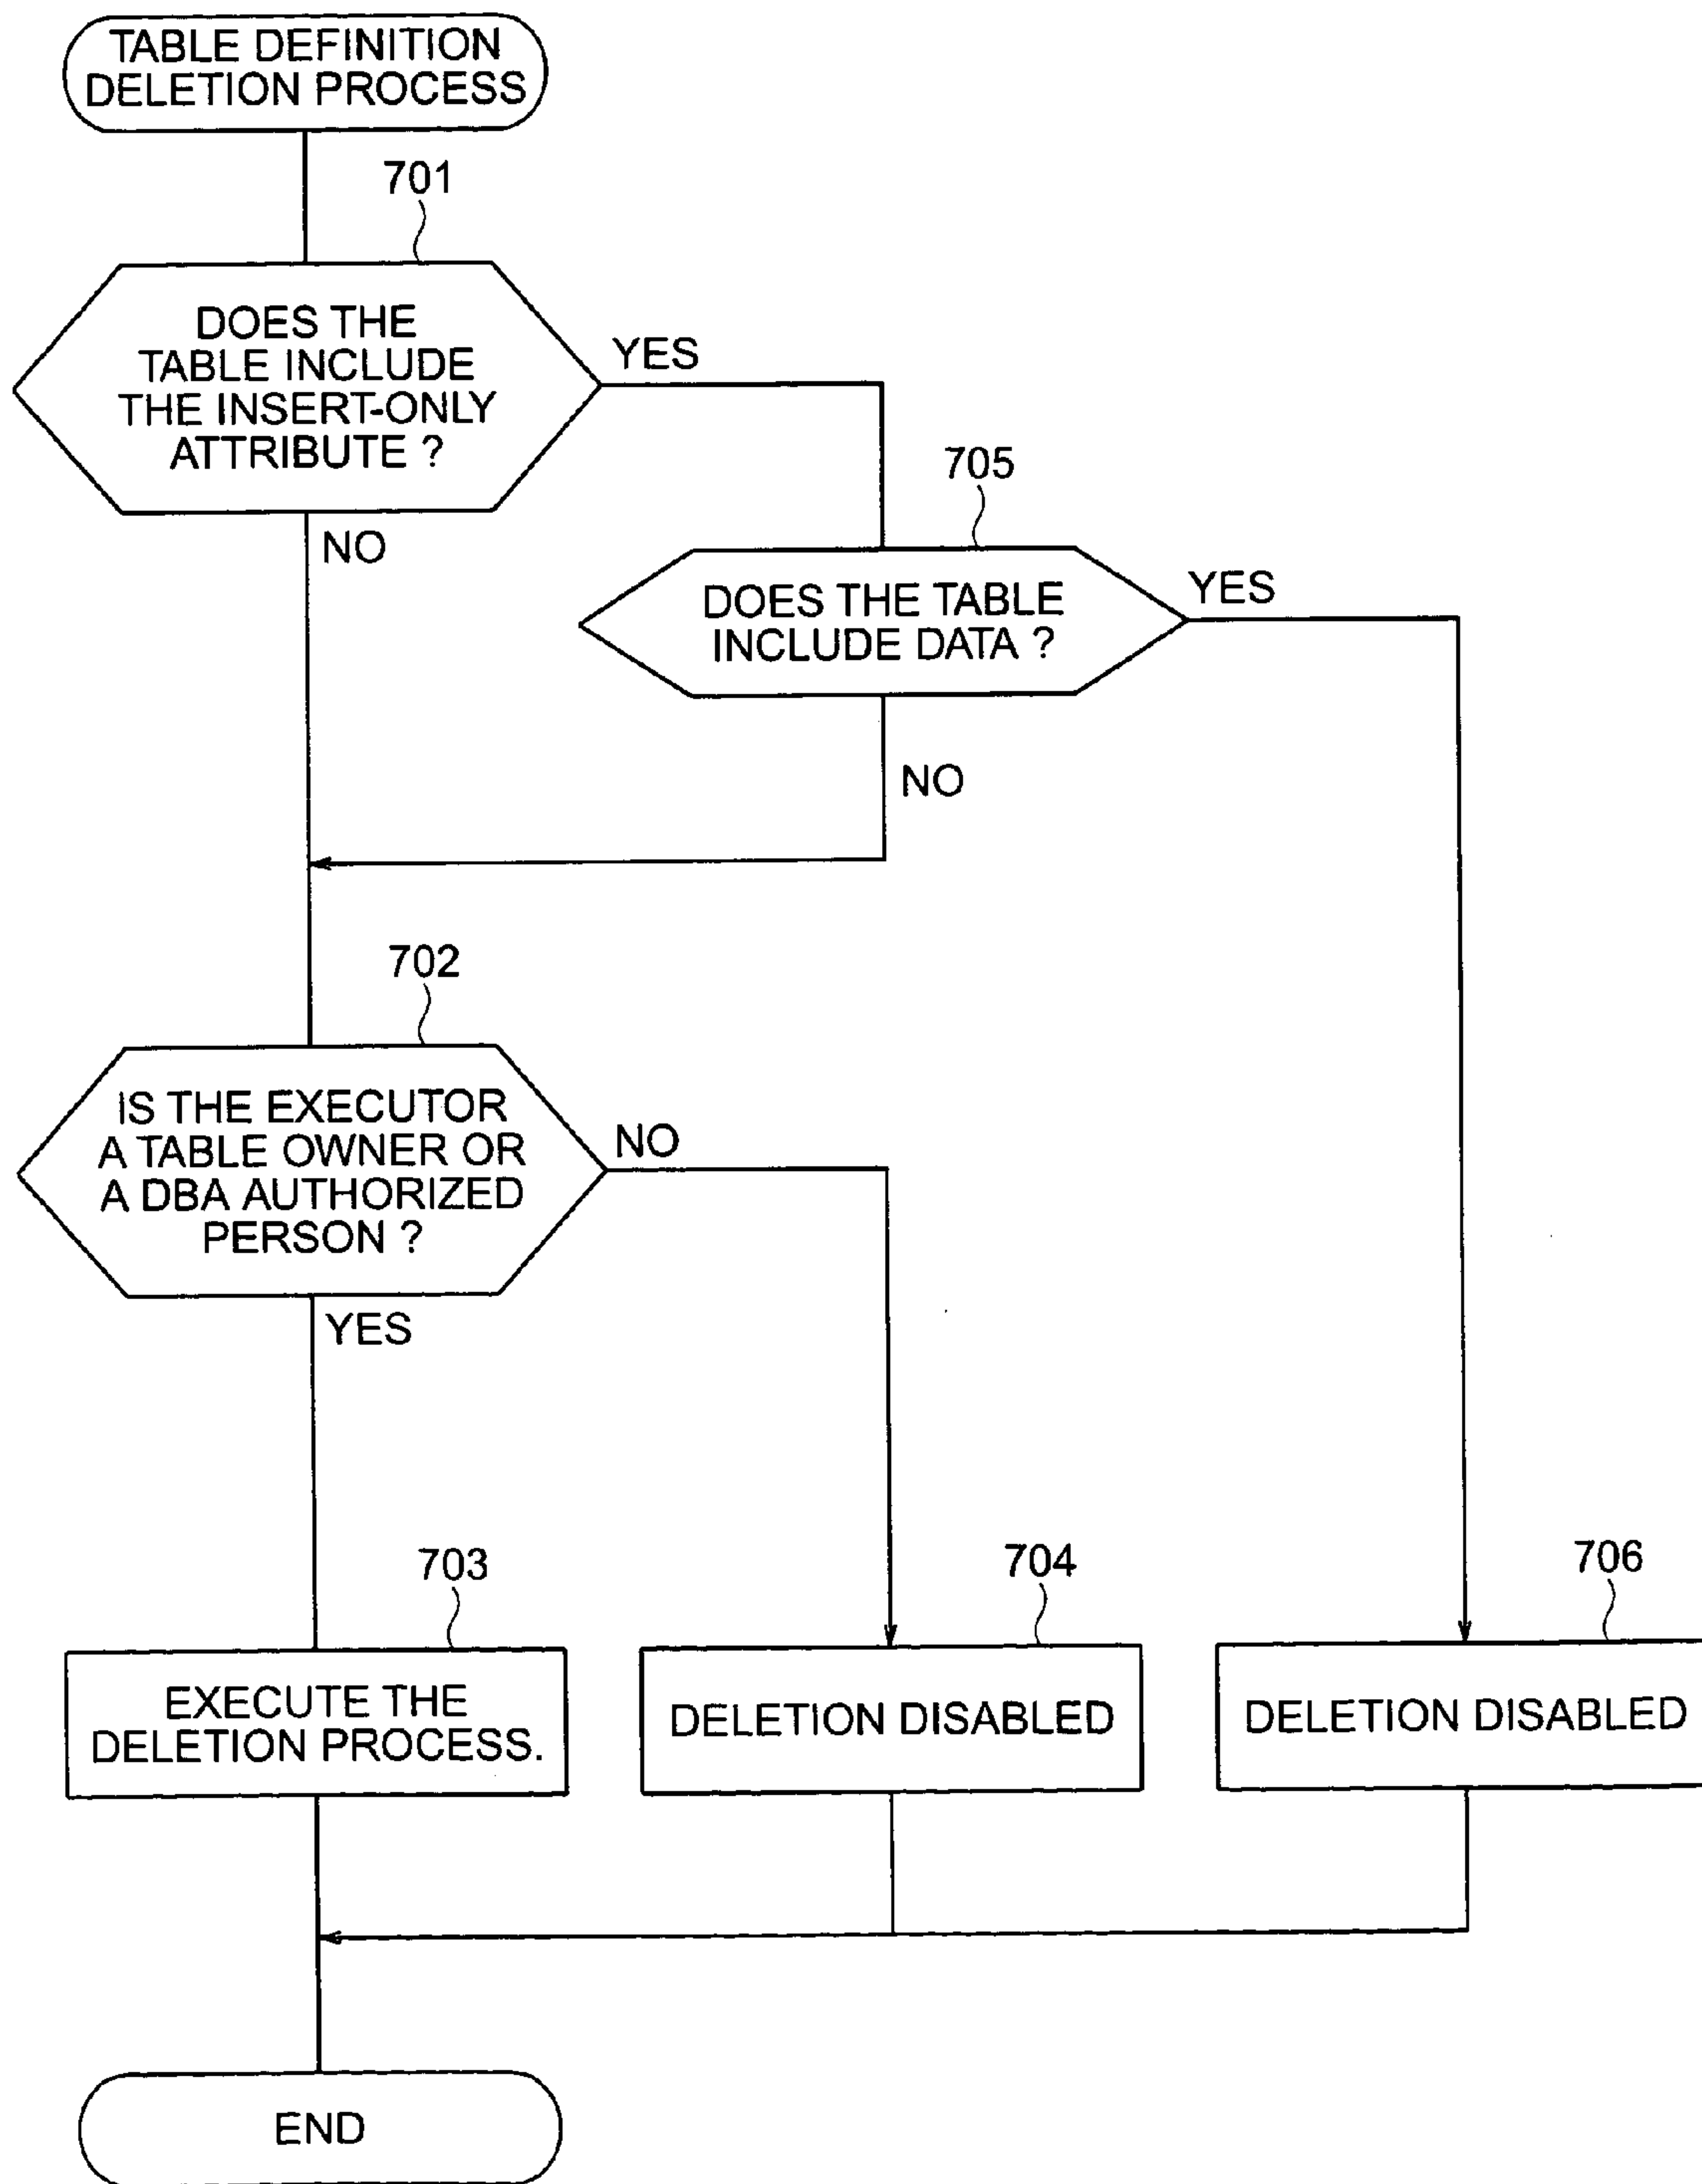 TABLE DEFINITION
DELETION PROCESS
701
DOES THE
TABLE INCLUDE
THE INSERT-ONLY
ATTRIBUTE ?
YES
NO
705
DOES THE TABLE
INCLUDE DATA ?
YES
NO
702
IS THE EXECUTOR
A TABLE OWNER OR
A DBA AUTHORIZED
PERSON ?
NO
YES
703
EXECUTE THE
DELETION PROCESS.
704
DELETION DISABLED
706
DELETION DISABLED
END